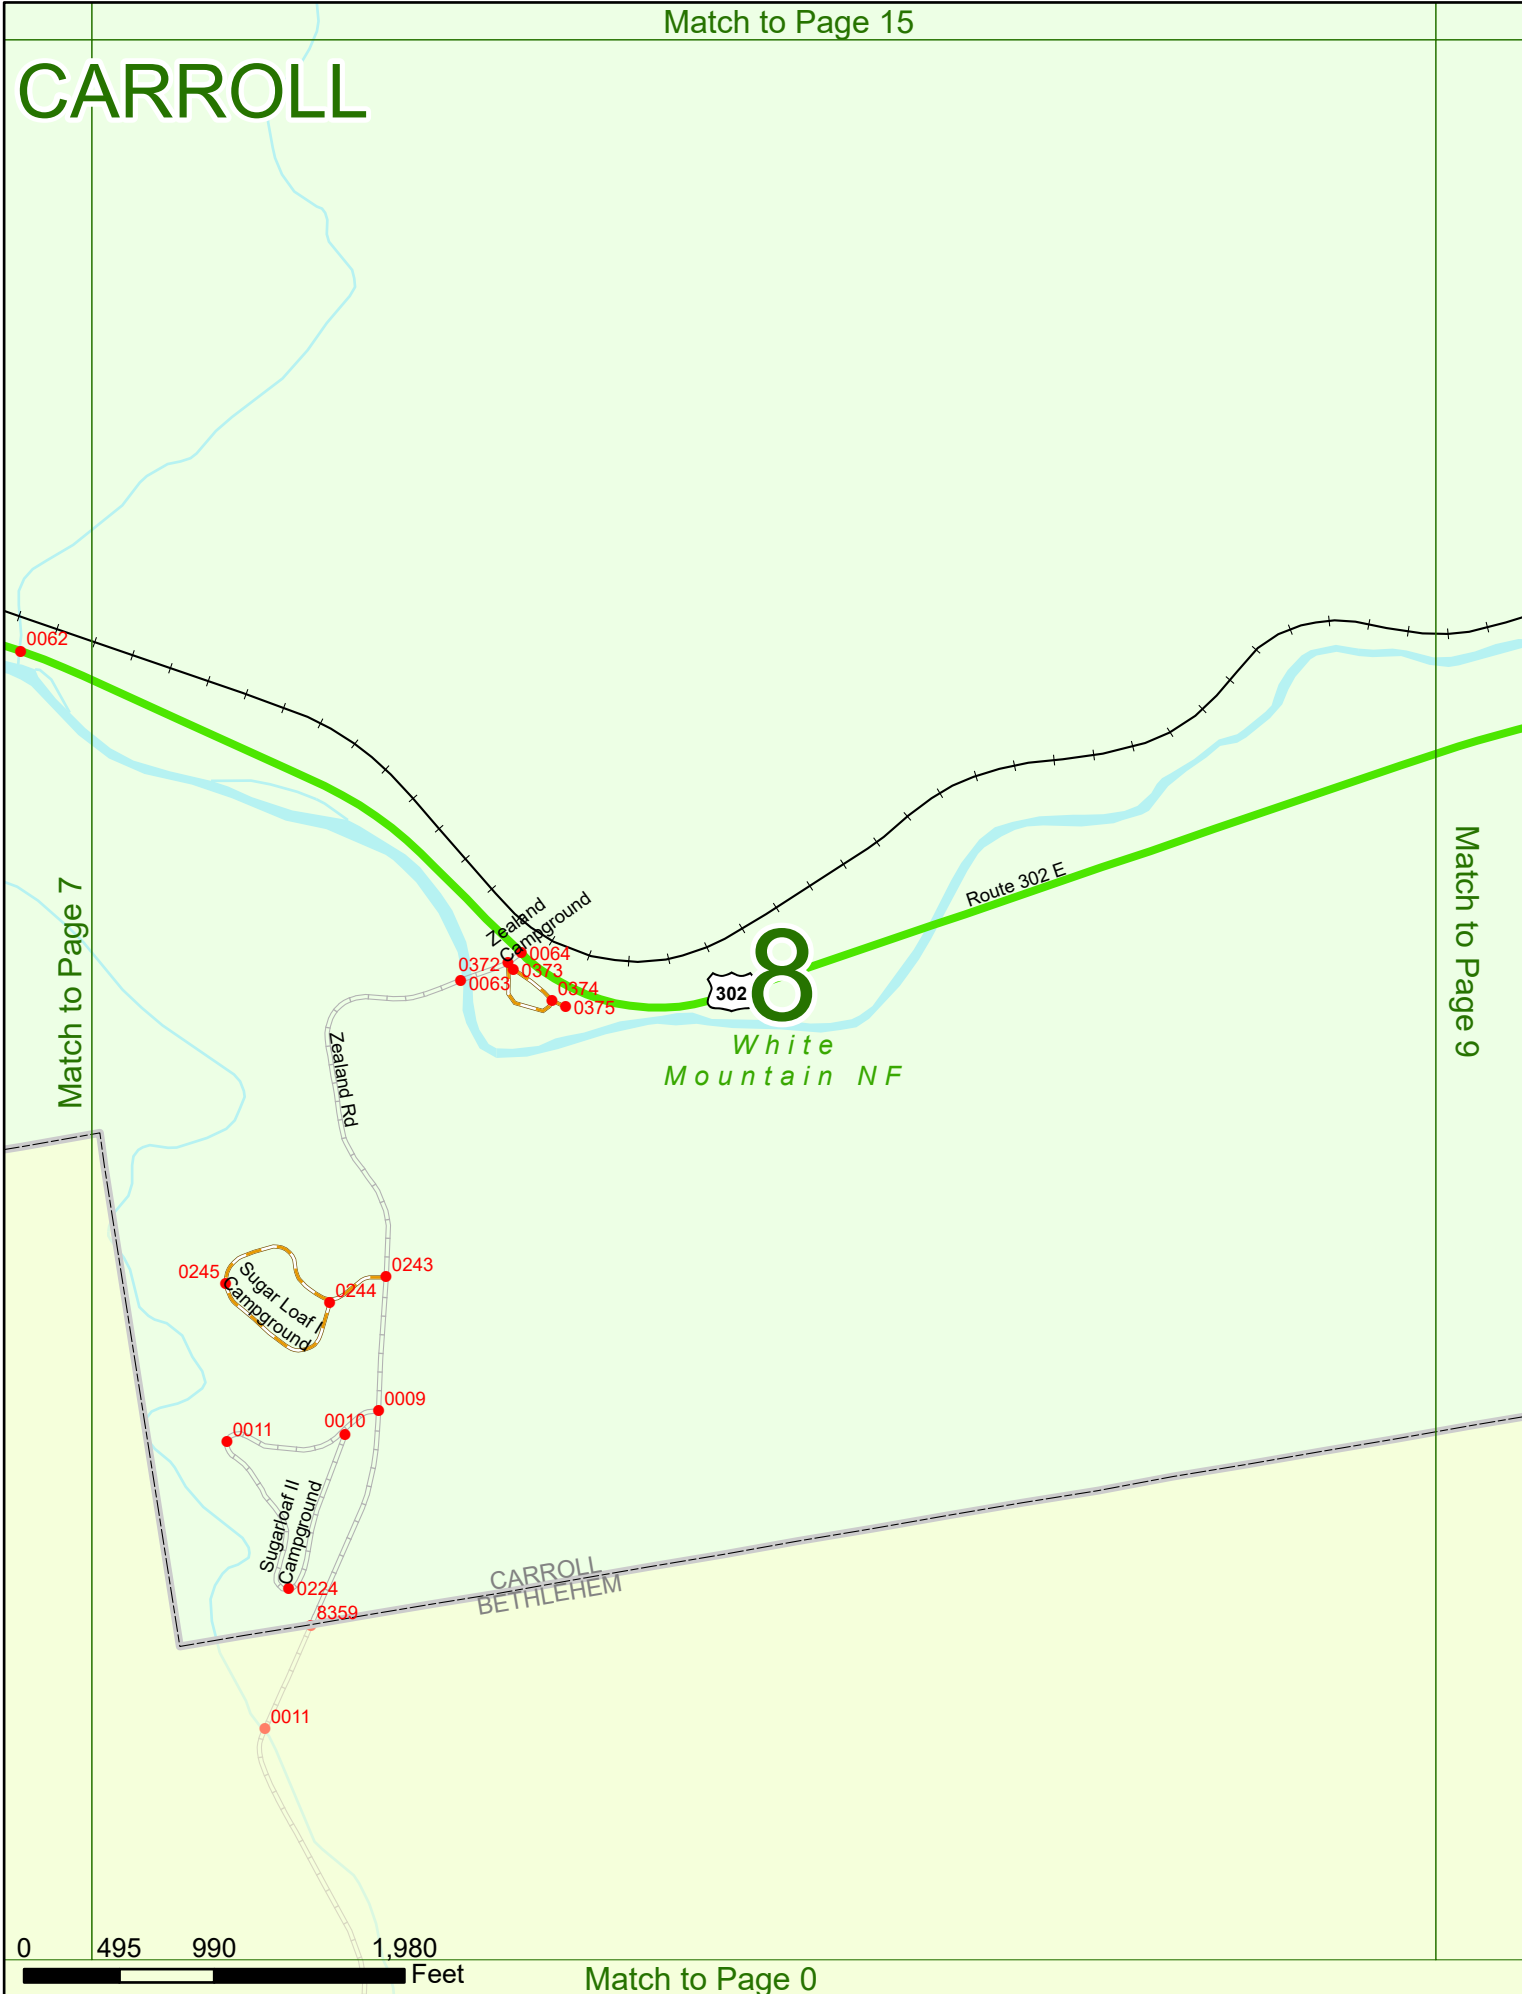 Match to Page 15
CARROLL
0062
Match to Page 7
Match to Page 9
Route 302 E
Zealand
Campground
0064
0372
0373
0063
0374
0375
302
8
White
Mountain NF
Zealand Rd
0245
0243
0244
Sugar Loaf I
Campground
0009
0010
0011
Sugarloaf II
Campground
0224
CARROLL
BETHLEHEM
8359
0011
0 495 990 1,980
Feet
Match to Page 0